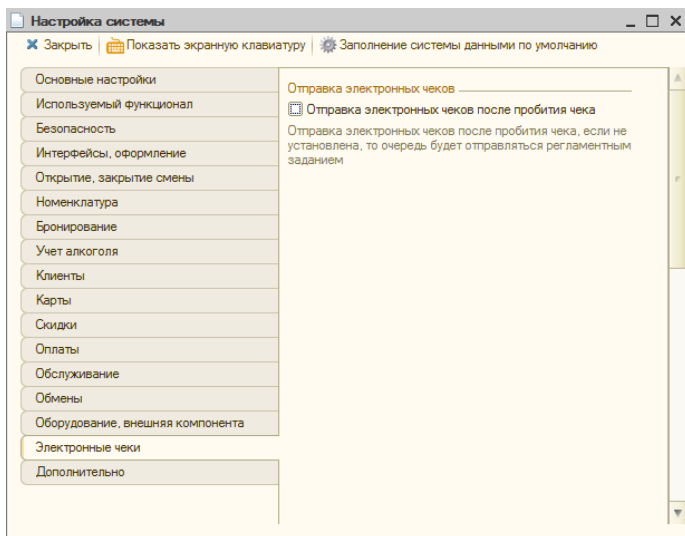 Настройка системы
Закрыть Показать экранную клавиатуру Заполнение системы данными по умолчанию
Основные настройки
Используемый функционал
Безопасность
Интерфейсы, оформление
Открытие, закрытие смены
Номенклатура
Бронирование
Учет алкоголя
Клиенты
Карты
Скидки
Оплаты
Обслуживание
Обмены
Оборудование, внешняя компонента
Электронные чеки
Дополнительно
Отправка электронных чеков
Отправка электронных чеков после пробития чека
Отправка электронных чеков после пробития чека, если не
установлена, то очередь будет отправляться регламентным
заданием